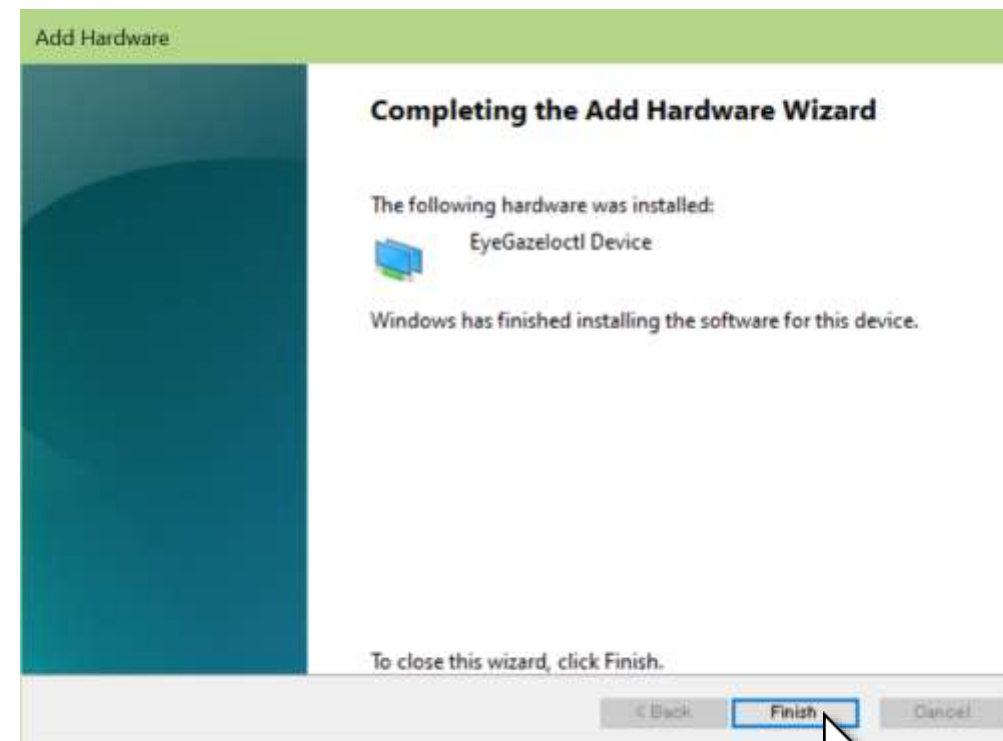 Add Hardware
Completing the Add Hardware Wizard
The following hardware was installed:
EyeGazeIoctl Device
Windows has finished installing the software for this device.
To close this wizard, click Finish.
< Back Finish Cancel